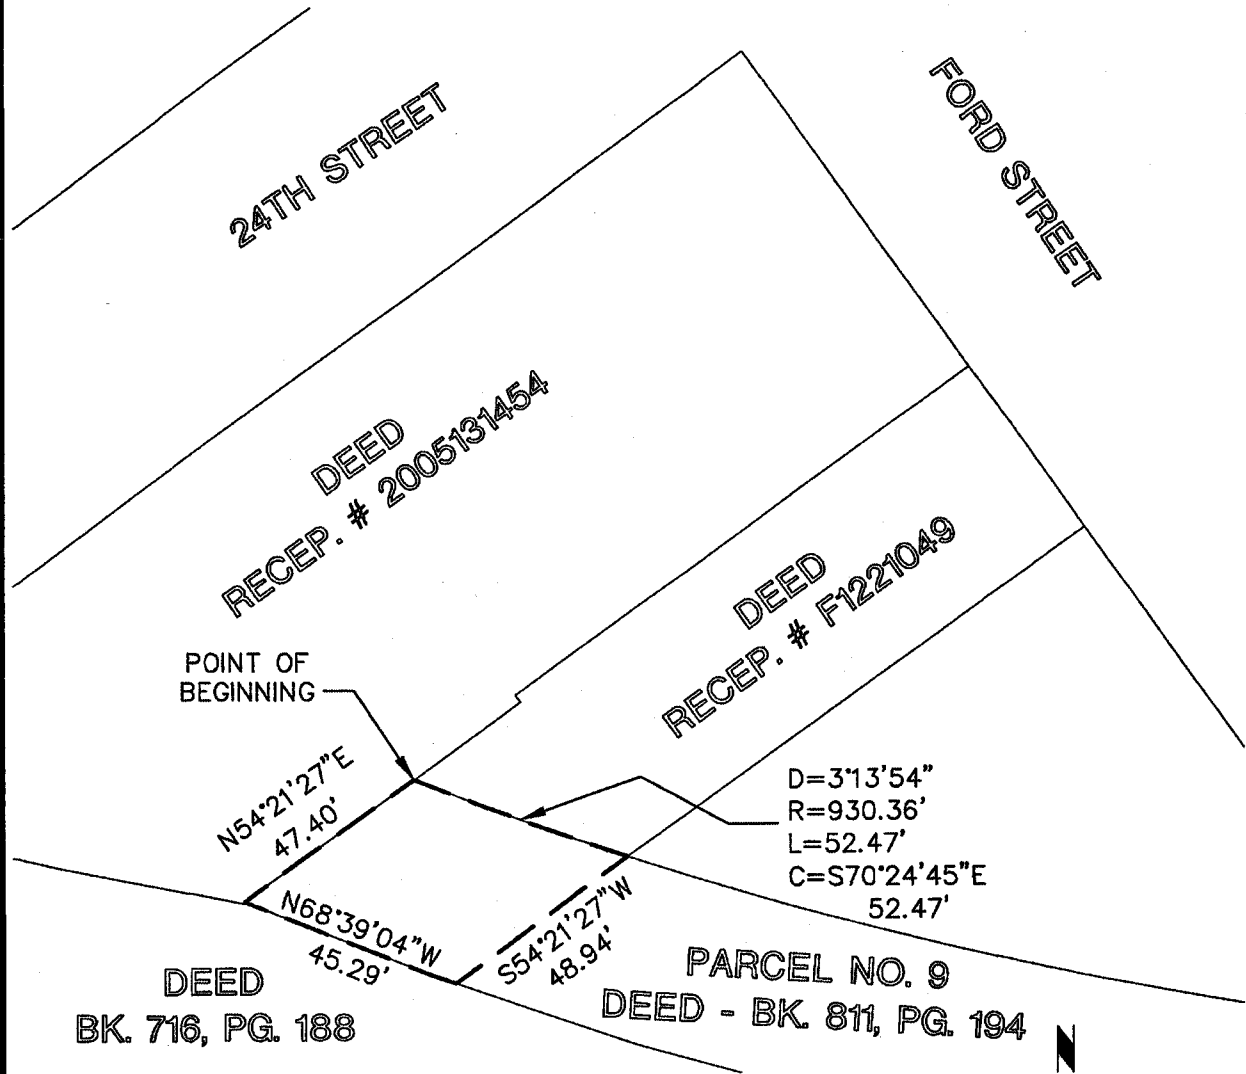 24TH STREET
FORD STREET
DEED
RECEP. # 2005131454
DEED
RECEP. # F1221049
POINT OF
BEGINNING
N54°21'27"E
47.40'
D=3°13'54"
R=930.36'
L=52.47'
C=S70°24'45"E
52.47'
N68°39'04"W
45.29'
S54°21'27"W
48.94'
DEED
BK. 716, PG. 188
PARCEL NO. 9
DEED - BK. 811, PG. 194
N